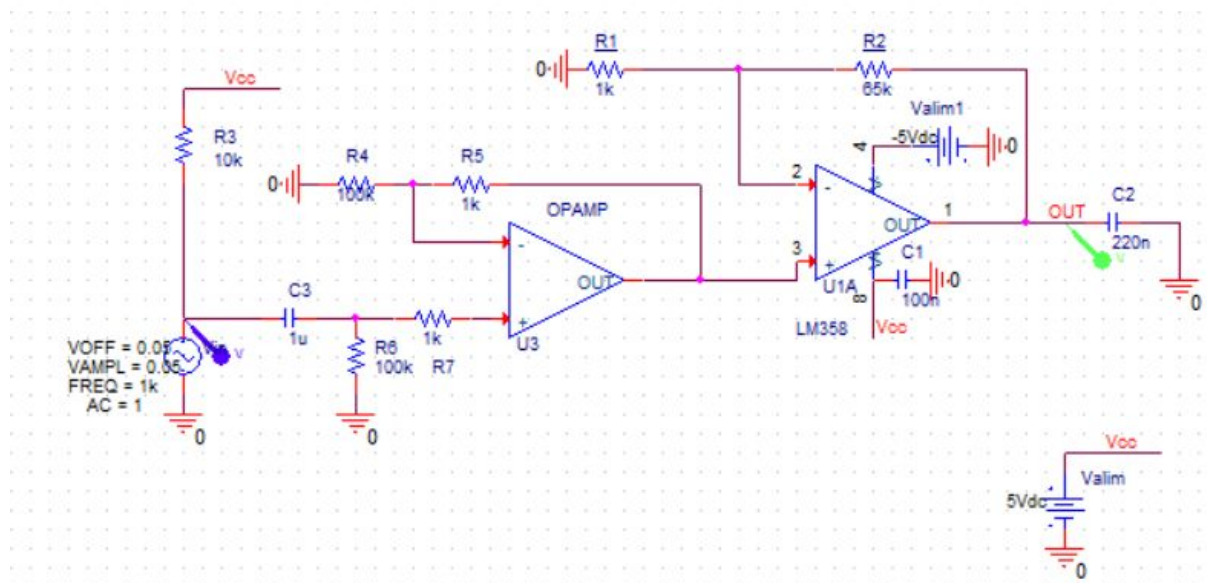 R1
0
1k
R2
65k
Vcc
R3
10k
Valim1
-5Vdc
0
4
R4
0
100k
R5
1k
OPAMP
2
-
3
+
OUT
1
U1A
8
C1
100n
0
LM358
Vcc
OUT
V
C2
220n
0
-
+
OUT
U3
C3
1u
1k
R7
R6
100k
0
VOFF = 0.05
VAMPL = 0.05
FREQ = 1k
AC = 1
V
0
Vcc
Valim
5Vdc
0